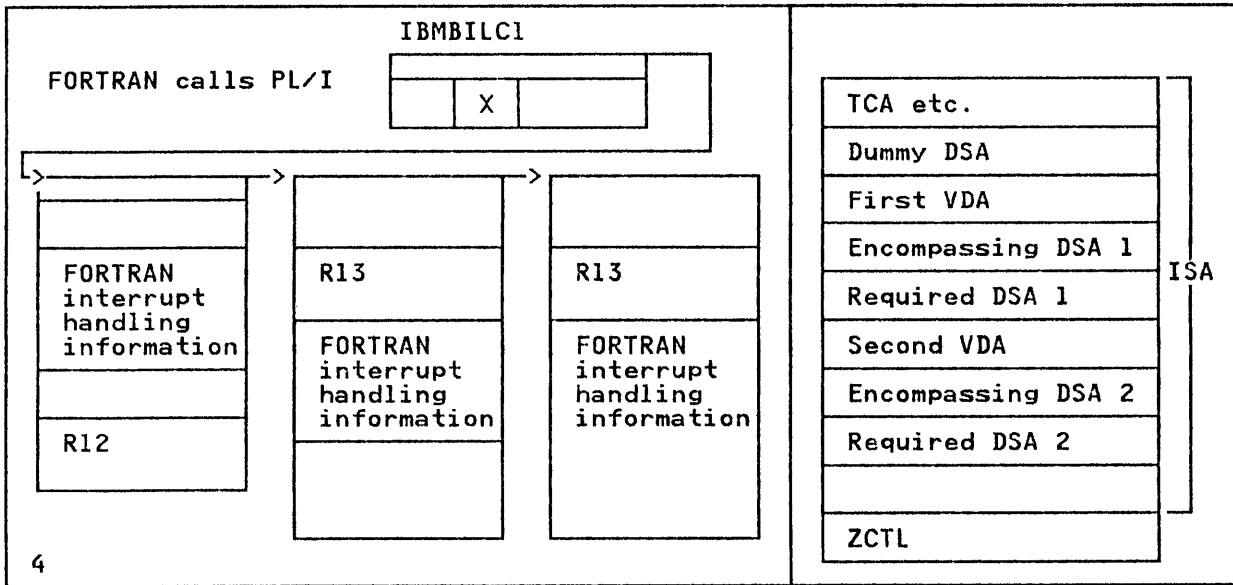 IBMBILC1
FORTRAN calls PL/I
X
FORTRAN
interrupt
handling
information
R12
R13
FORTRAN
interrupt
handling
information
R13
FORTRAN
interrupt
handling
information
4
TCA etc.
Dummy DSA
First VDA
Encompassing DSA 1
Required DSA 1
Second VDA
Encompassing DSA 2
Required DSA 2
ZCTL
ISA